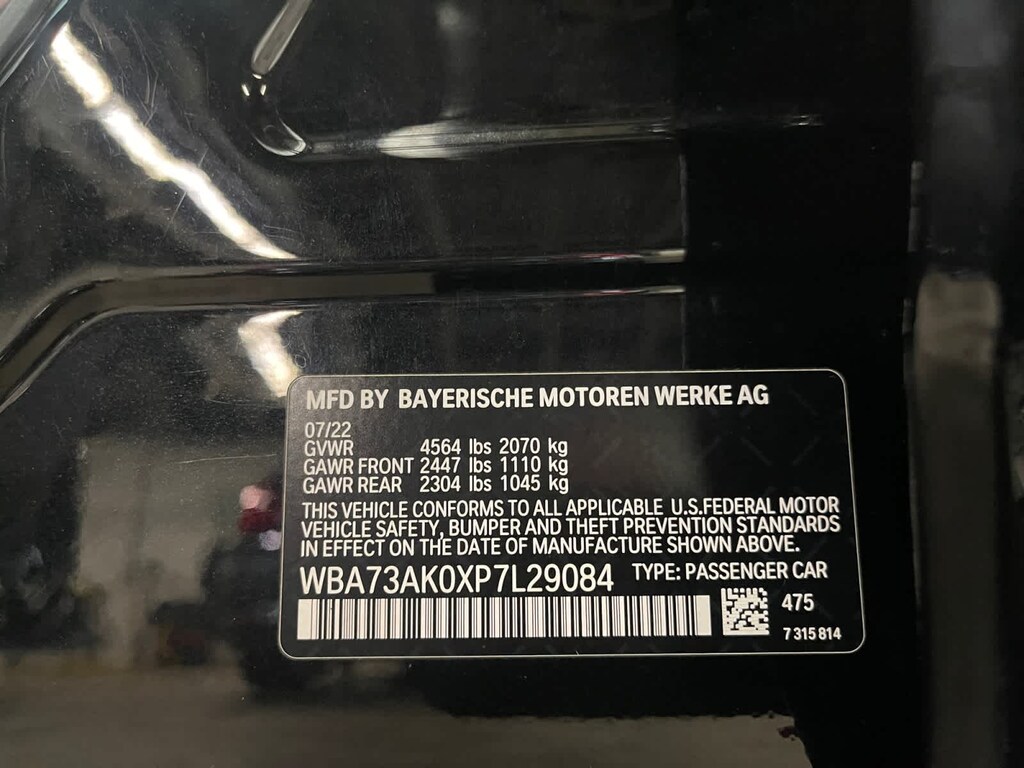 MFD BY BAYERISCHE MOTOREN WERKE AG
07/22
GVWR 4564 lbs 2070 kg
GAWR FRONT 2447 lbs 1110 kg
GAWR REAR 2304 lbs 1045 kg
THIS VEHICLE CONFORMS TO ALL APPLICABLE U.S.FEDERAL MOTOR
VEHICLE SAFETY, BUMPER AND THEFT PREVENTION STANDARDS
IN EFFECT ON THE DATE OF MANUFACTURE SHOWN ABOVE.
WBA73AK0XP7L29084 TYPE: PASSENGER CAR
475
7 315 814